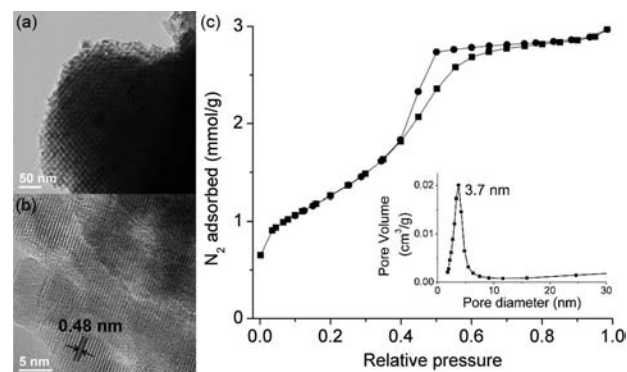 (a)
50 nm
(b)
0.48 nm
5 nm
(c)
N₂ adsorbed (mmol/g)
3
2
1
0
0.0 0.2 0.4 0.6 0.8 1.0
Relative pressure
Pore Volume
(cm³/g)
0.02
0.01
0.00
3.7 nm
0 10 20 30
Pore diameter (nm)